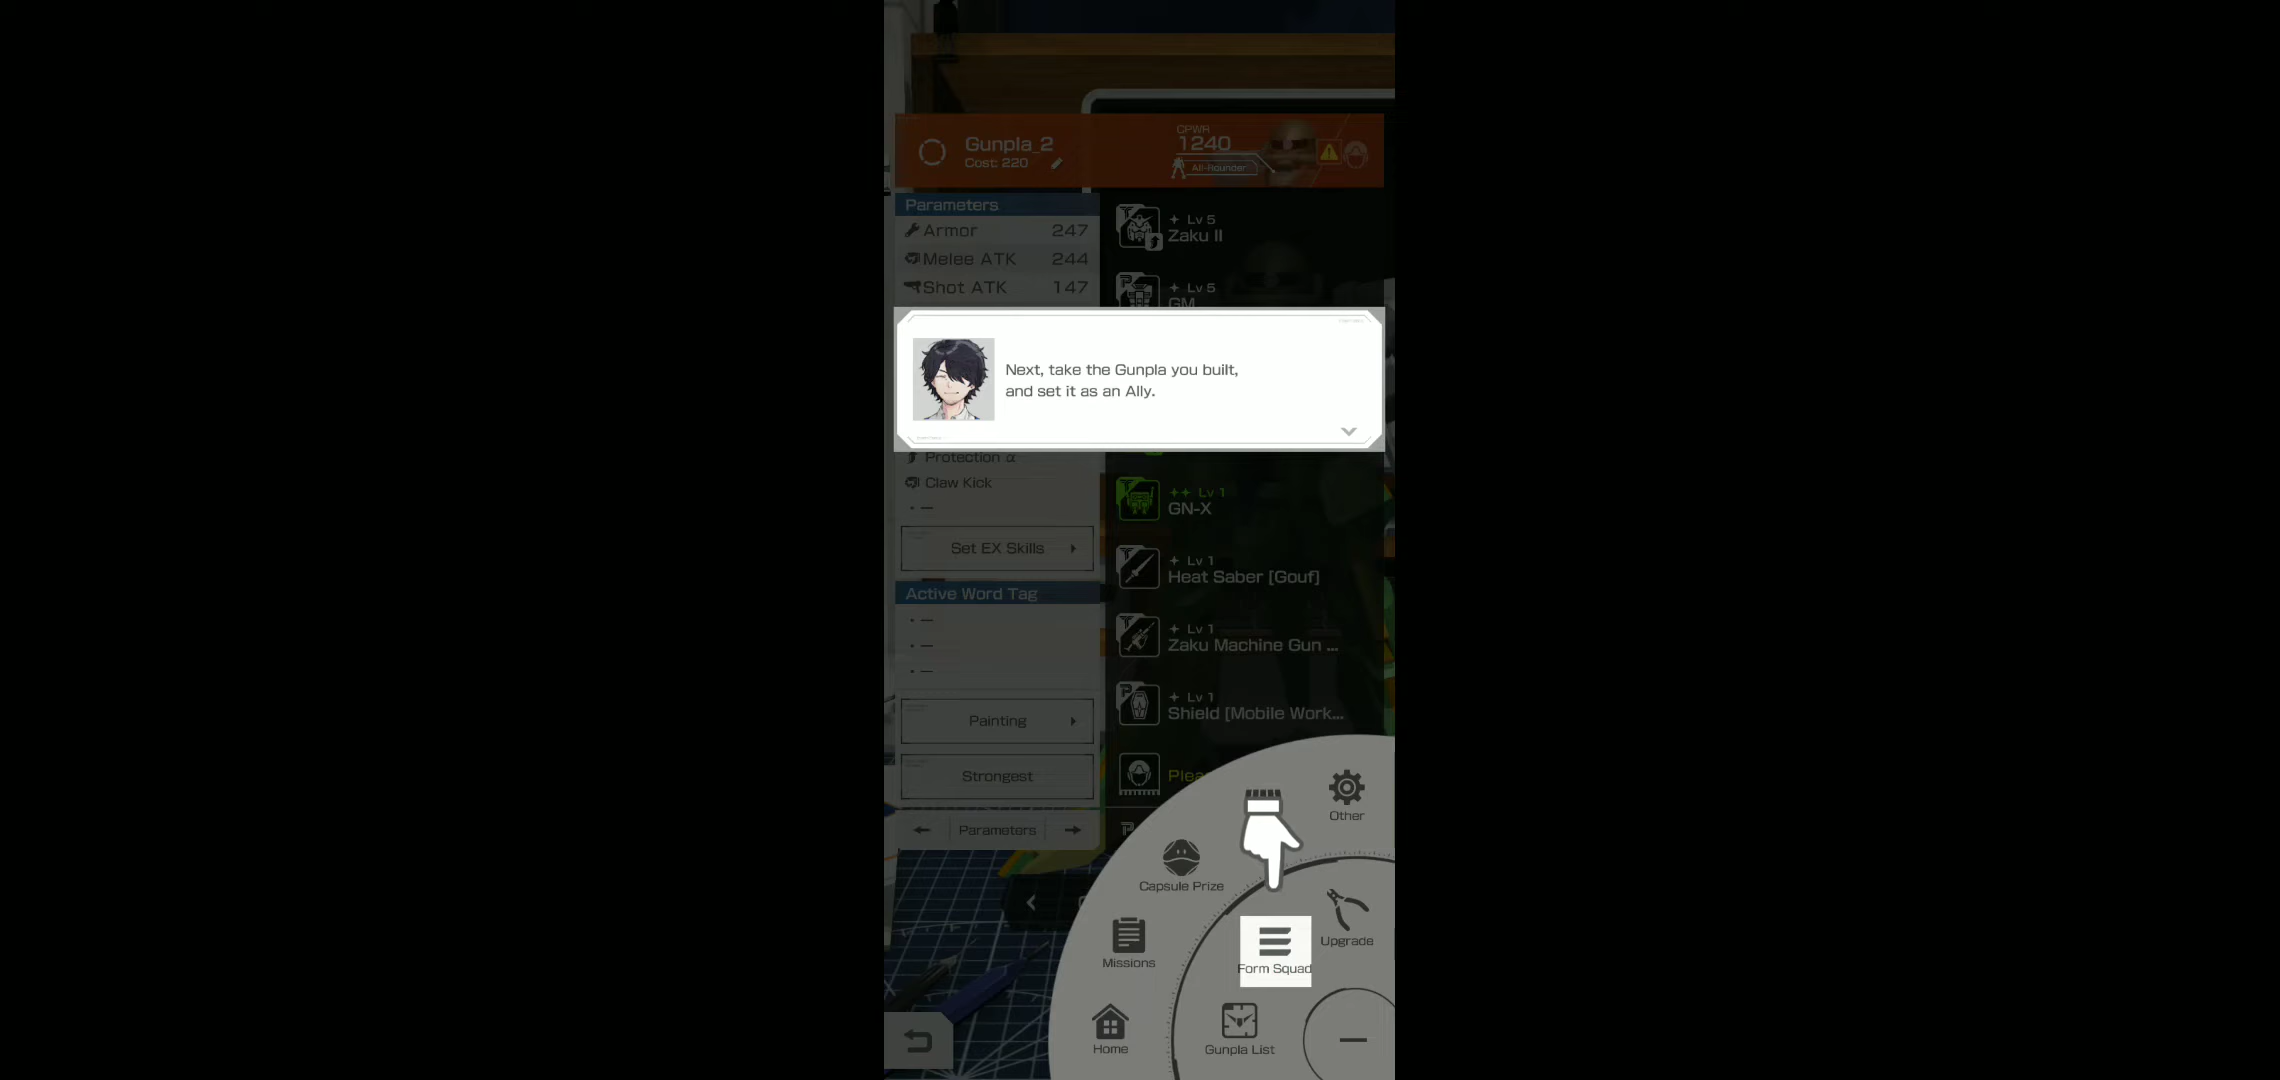 Gunpla_2
Cost: 220
CPWR
1240
All-Rounder
Parameters
Armor 247
Melee ATK 244
Shot ATK 147
Lv 5
Zaku II
Lv 5
GM
Next, take the Gunpla you built,
and set it as an Ally.
Protection α
Claw Kick
Lv 1
GN-X
Set EX Skills
Lv 1
Heat Saber [Gouf]
Active Word Tag
Lv 1
Zaku Machine Gun ...
Lv 1
Shield [Mobile Work...
Painting
Strongest
Parameters
Other
Capsule Prize
Upgrade
Missions
Form Squad
Home
Gunpla List